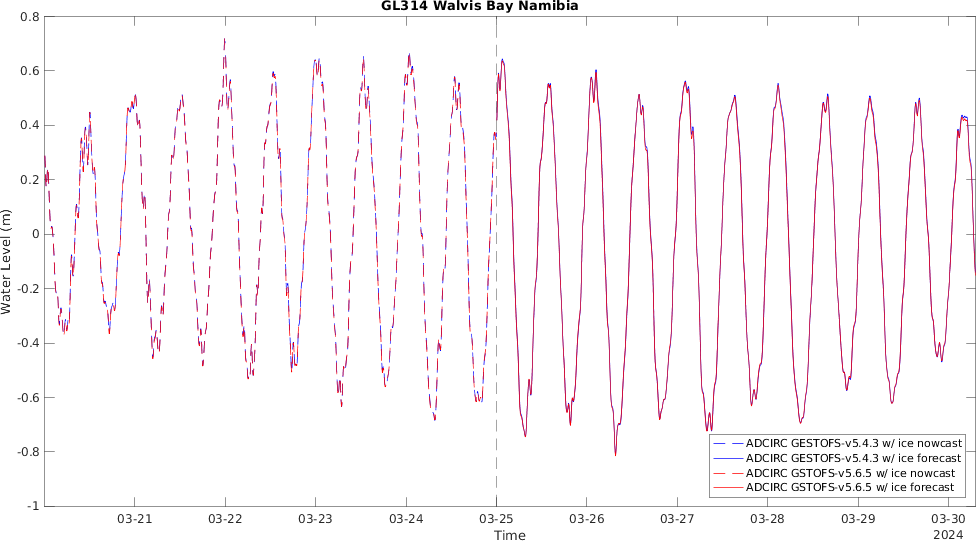 GL314 Walvis Bay Namibia
0.8
0.6
0.4
0.2
0
-0.2
-0.4
-0.6
-0.8
-1
Water Level (m)
ADCIRC GESTOFS-v5.4.3 w/ ice nowcast
ADCIRC GESTOFS-v5.4.3 w/ ice forecast
ADCIRC GSTOFS-v5.6.5 w/ ice nowcast
ADCIRC GSTOFS-v5.6.5 w/ ice forecast
03-21 03-22 03-23 03-24 03-25 03-26 03-27 03-28 03-29 03-30
Time 2024